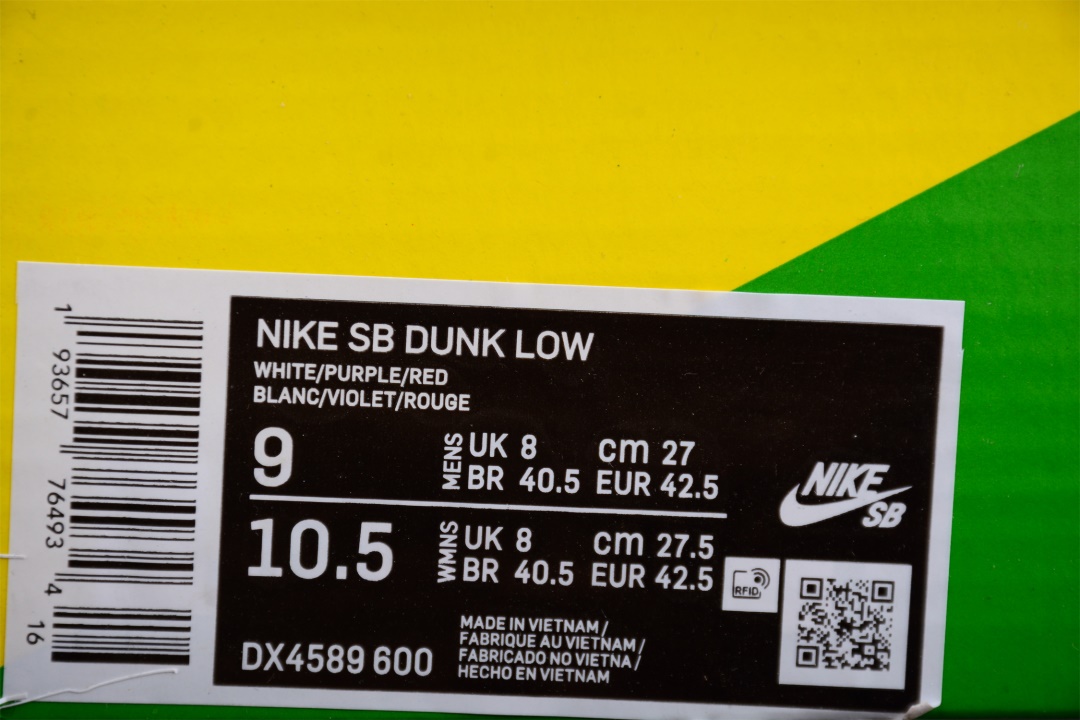 1
93657
76493
4
16
NIKE SB DUNK LOW
WHITE/PURPLE/RED
BLANC/VIOLET/ROUGE
9
MENS
UK 8 cm 27
BR 40.5 EUR 42.5
10.5
WMNS
UK 8 cm 27.5
BR 40.5 EUR 42.5
DX4589 600
MADE IN VIETNAM/
FABRIQUE AU VIETNAM/
FABRICADO NO VIETNA/
HECHO EN VIETNAM
NIKE
SB
RFID